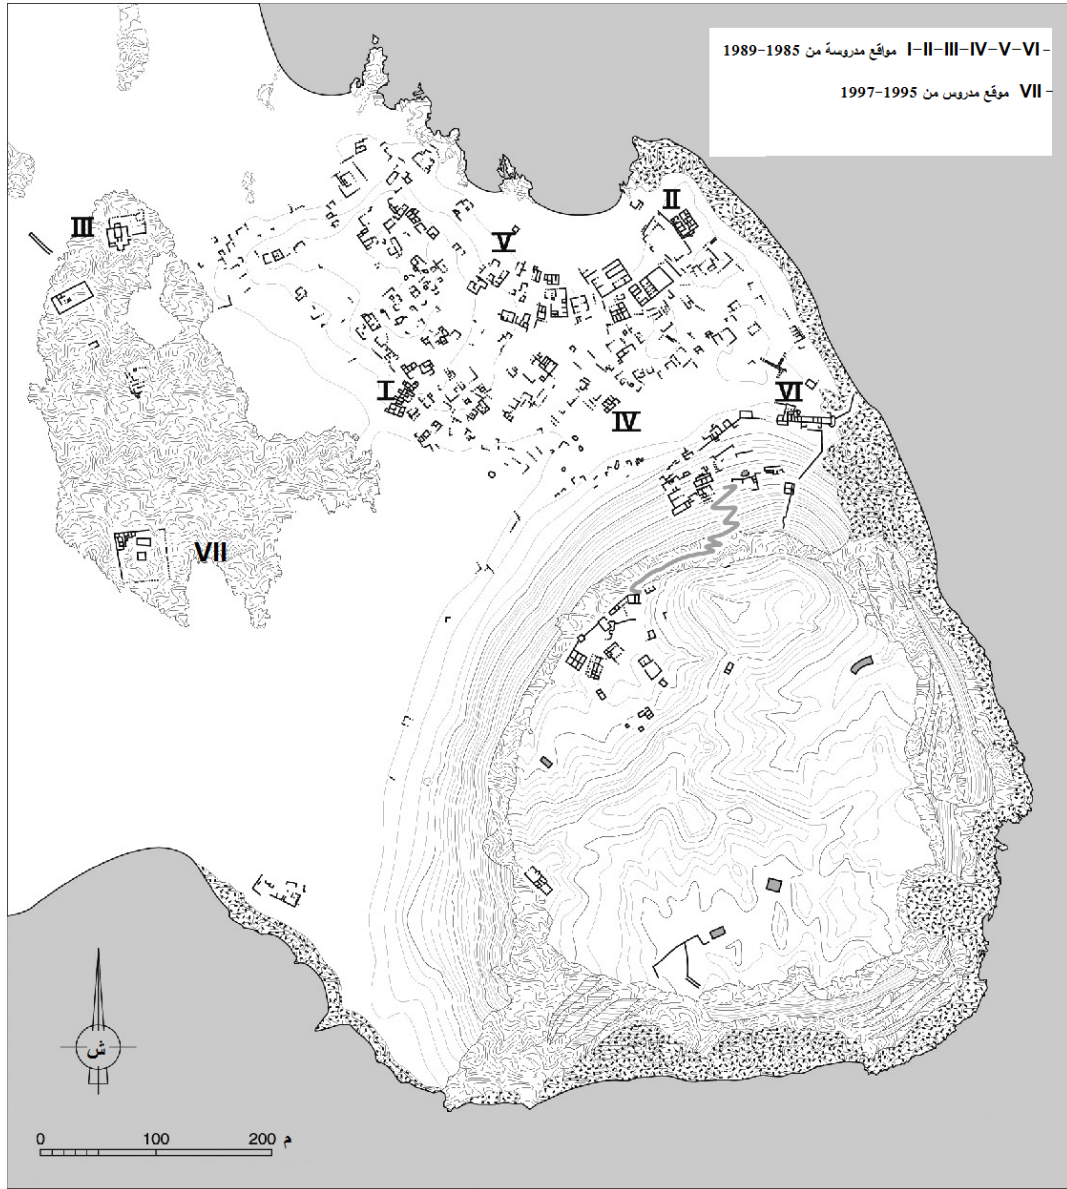 - I-II-III-IV-V-VI مواقع مدروسة من 1985-1989
- VII موقع مدروس من 1995-1997
II
III
V
I
VI
IV
VII
ش
0 100 200 م